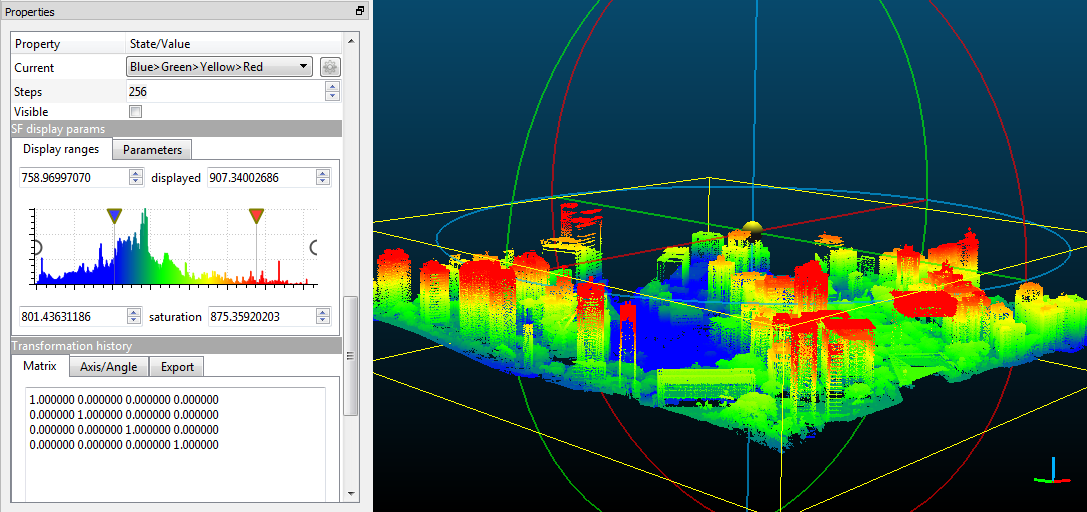 Properties
Property State/Value
Current Blue>Green>Yellow>Red
Steps 256
Visible
SF display params
Display ranges Parameters
758.96997070 displayed 907.34002686
801.43631186 saturation 875.35920203
Transformation history
Matrix Axis/Angle Export
1.000000 0.000000 0.000000 0.000000
0.000000 1.000000 0.000000 0.000000
0.000000 0.000000 1.000000 0.000000
0.000000 0.000000 0.000000 1.000000